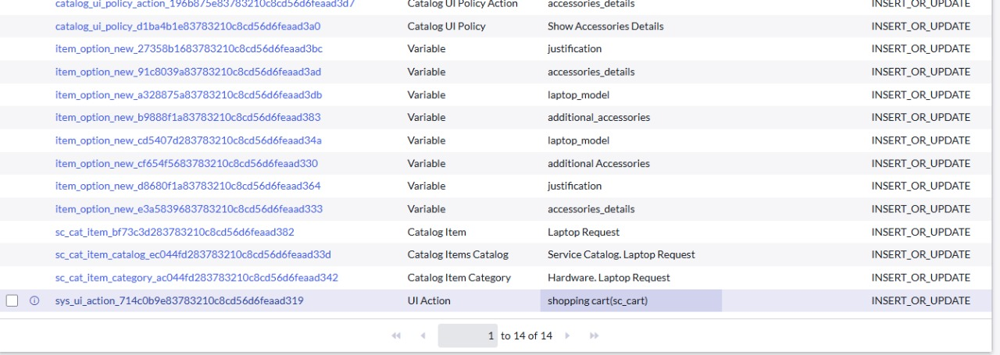 catalog_ui_policy_action_196b875e83783210c8cd56d6feaad3d7 Catalog UI Policy Action accessories_details INSERT_OR_UPDATE
catalog_ui_policy_d1ba4b1e83783210c8cd56d6feaad3a0 Catalog UI Policy Show Accessories Details INSERT_OR_UPDATE
item_option_new_27358b1683783210c8cd56d6feaad3bc Variable justification INSERT_OR_UPDATE
item_option_new_91c8039a83783210c8cd56d6feaad3ad Variable accessories_details INSERT_OR_UPDATE
item_option_new_a328875a83783210c8cd56d6feaad3db Variable laptop_model INSERT_OR_UPDATE
item_option_new_b9888f1a83783210c8cd56d6feaad383 Variable additional_accessories INSERT_OR_UPDATE
item_option_new_cd5407d283783210c8cd56d6feaad34a Variable laptop_model INSERT_OR_UPDATE
item_option_new_cf654f5683783210c8cd56d6feaad330 Variable additional Accessories INSERT_OR_UPDATE
item_option_new_d8680f1a83783210c8cd56d6feaad364 Variable justification INSERT_OR_UPDATE
item_option_new_e3a5839683783210c8cd56d6feaad333 Variable accessories_details INSERT_OR_UPDATE
sc_cat_item_bf73c3d283783210c8cd56d6feaad382 Catalog Item Laptop Request INSERT_OR_UPDATE
sc_cat_item_catalog_ec044fd283783210c8cd56d6feaad33d Catalog Items Catalog Service Catalog. Laptop Request INSERT_OR_UPDATE
sc_cat_item_category_ac044fd283783210c8cd56d6feaad342 Catalog Item Category Hardware. Laptop Request INSERT_OR_UPDATE
sys_ui_action_714c0b9e83783210c8cd56d6feaad319 UI Action shopping cart(sc_cart) INSERT_OR_UPDATE
1 to 14 of 14